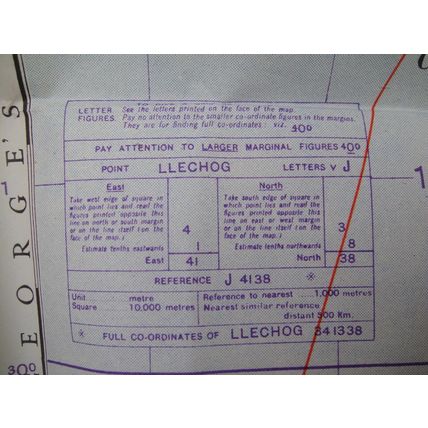 LETTER See the letters printed on the face of the map.
FIGURES. Pay no attention to the smaller co-ordinate figures in the margins.
They are for finding full co-ordinates: viz. 400
PAY ATTENTION TO LARGER MARGINAL FIGURES 400
POINT LLECHOG LETTERS v J
East
Take west edge of square in
which point lies and read the
figures printed opposite this
line on north or south margin
or on the line itself (on the
face of the map.) 4
Estimate tenths eastwards 1
East 41
North
Take south edge of square in
which point lies and read the
figures printed opposite this
line on east or west margin
or on the line itself (on the
face of the map.) 3
Estimate tenths northwards 8
North 38
REFERENCE J 4138 *
Unit metre
Square 10,000 metres
Reference to nearest 1,000 metres
Nearest similar reference
distant 500 Km.
* FULL CO-ORDINATES OF LLECHOG 341338
EORGE'S
1
1
300